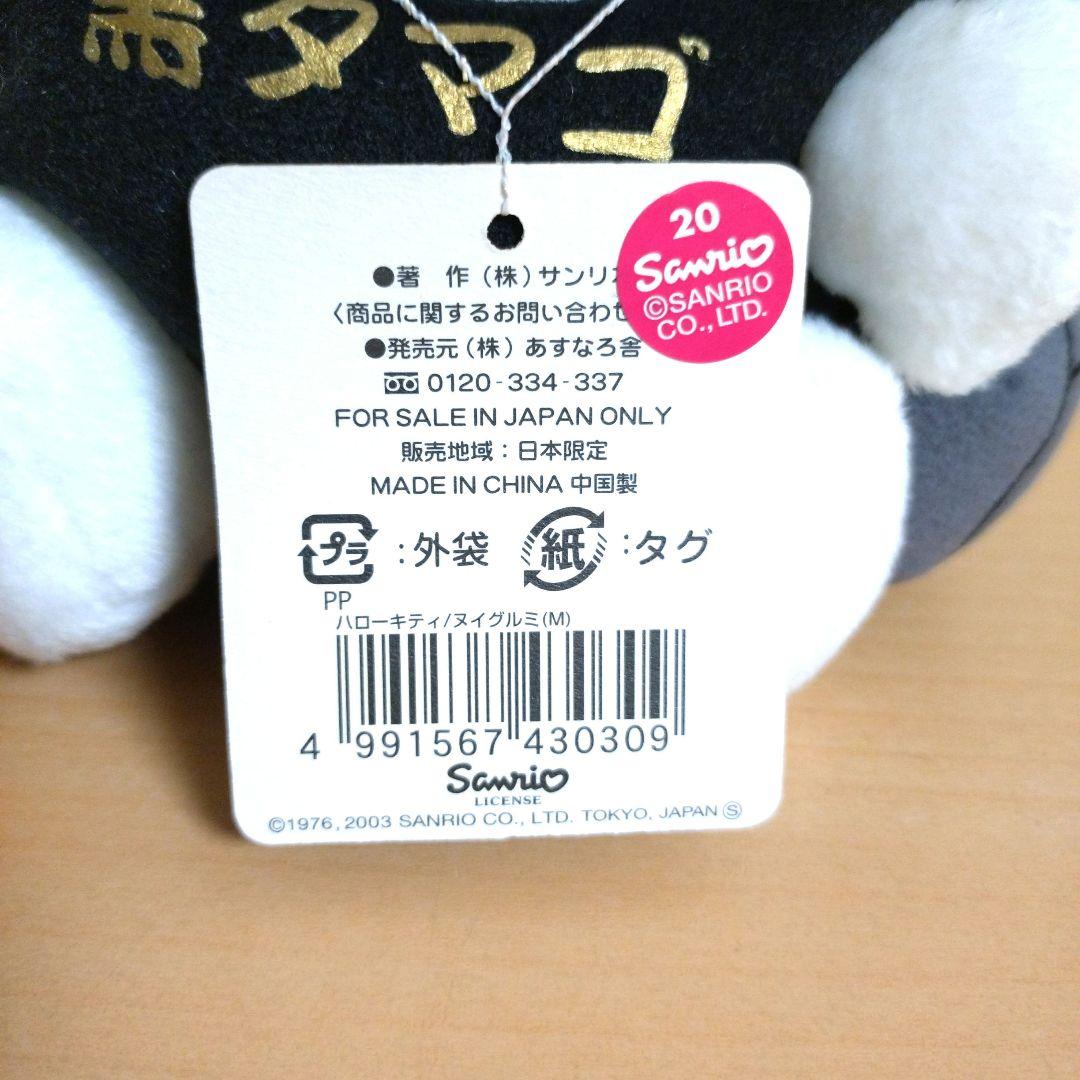 タマゴ
●著 作（株）サンリオ
〈商品に関するお問い合わせ
●発売元（株）あすなろ舎
0120-334-337
FOR SALE IN JAPAN ONLY
販売地域：日本限定
MADE IN CHINA 中国製
プラ ：外袋 紙 ：タグ
PP
ハローキティ/ヌイグルミ(M)
4 991567 430309
Sanrio
LICENSE
©1976, 2003 SANRIO CO., LTD. TOKYO, JAPAN Ⓢ
20
Sanrio
©SANRIO
CO., LTD.